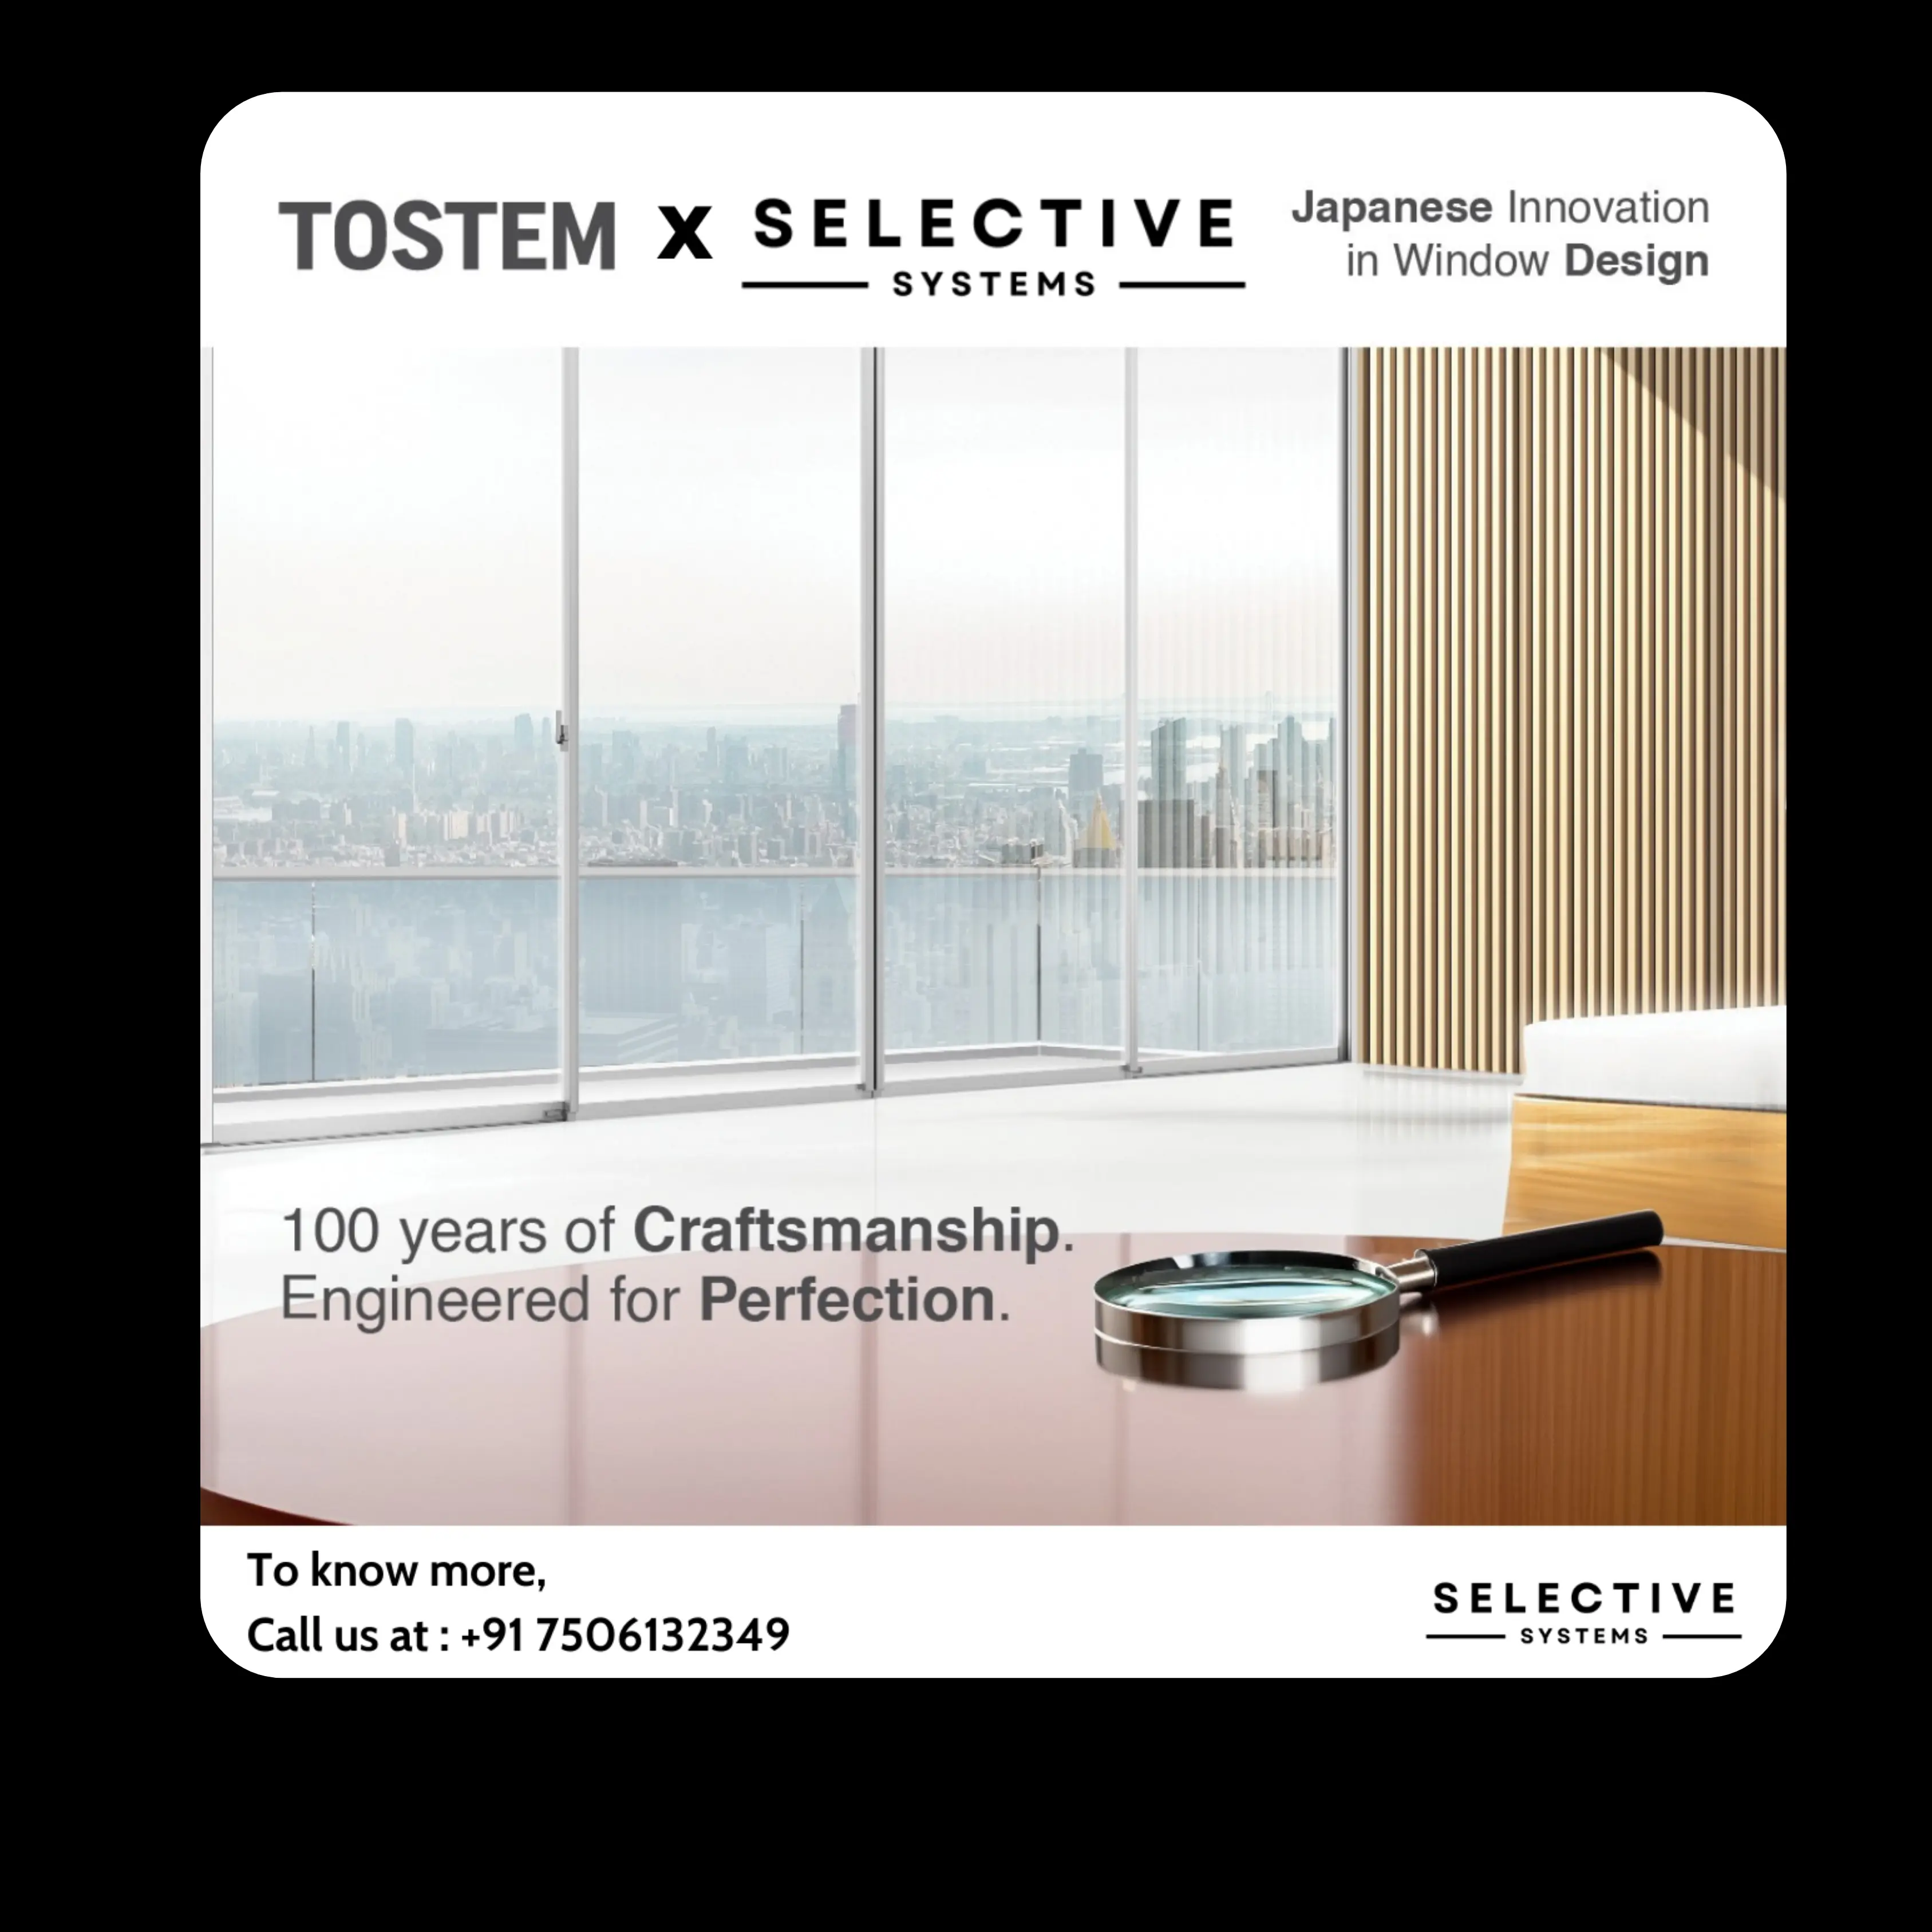 TOSTEM X SELECTIVE
SYSTEMS
Japanese Innovation
in Window Design
100 years of Craftsmanship.
Engineered for Perfection.
To know more,
Call us at : +91 7506132349
SELECTIVE
SYSTEMS